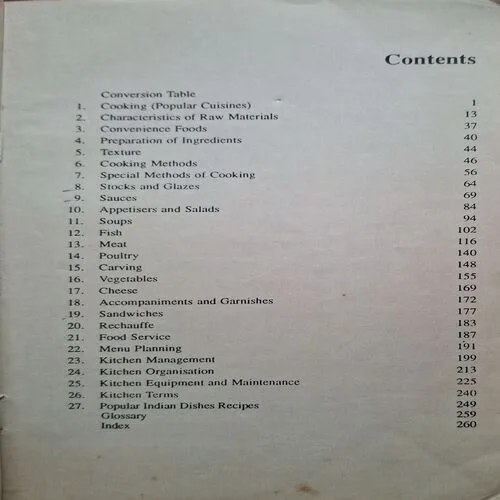 Contents
Conversion Table
1. Cooking (Popular Cuisines) 1
2. Characteristics of Raw Materials 13
3. Convenience Foods 37
4. Preparation of Ingredients 40
5. Texture 44
6. Cooking Methods 46
7. Special Methods of Cooking 56
8. Stocks and Glazes 64
9. Sauces 69
10. Appetisers and Salads 84
11. Soups 94
12. Fish 102
13. Meat 116
14. Poultry 140
15. Carving 148
16. Vegetables 155
17. Cheese 169
18. Accompaniments and Garnishes 172
19. Sandwiches 177
20. Rechauffe 183
21. Food Service 187
22. Menu Planning 191
23. Kitchen Management 199
24. Kitchen Organisation 213
25. Kitchen Equipment and Maintenance 225
26. Kitchen Terms 240
27. Popular Indian Dishes Recipes 249
Glossary 259
Index 260